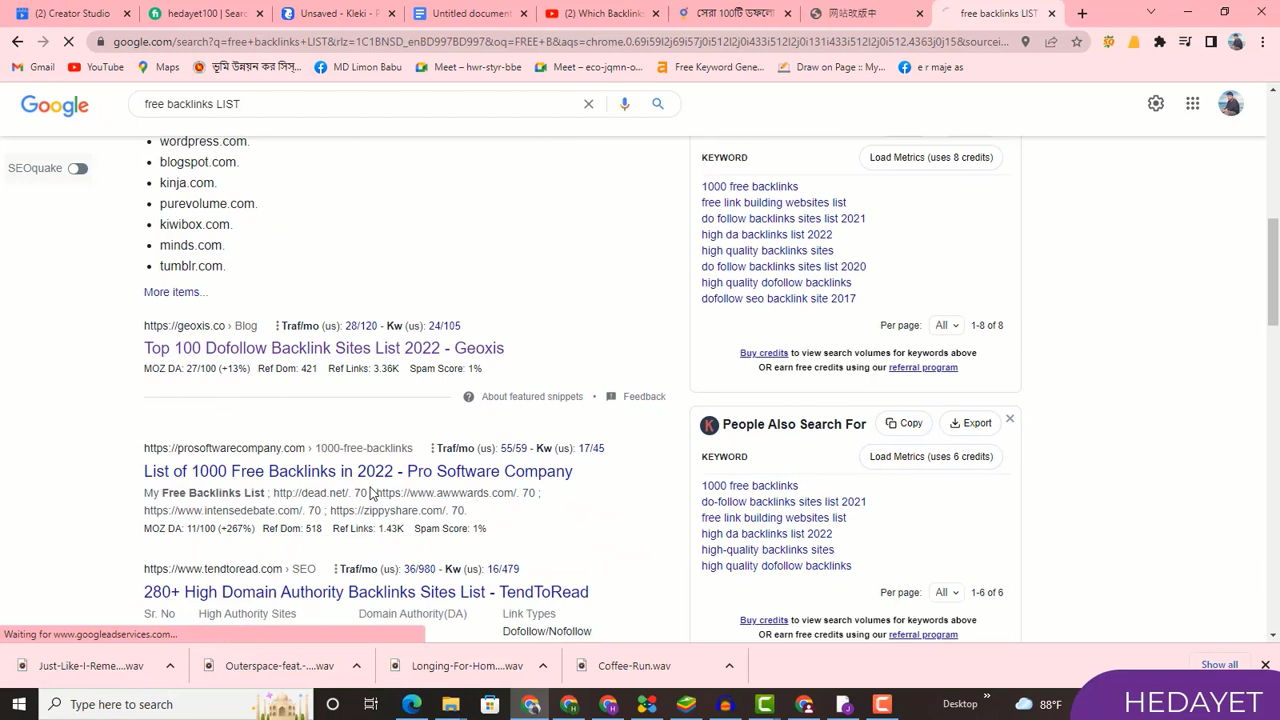 (2) Creator Studio
hedayet100 | Searc
Unsaved - Kleki - P
Untitled document
(2) Which Backlinks
সেরা 100টি ডফলো
网站改版中
free backlinks LIST
google.com/search?q=free+backlinks+LIST&rlz=1C1BNSD_enBD997BD997&oq=FREE+B&aqs=chrome.0.69i59l2j69i57j0i512l2j0i433i512l2j0i131i433i512j0i433i512l2j0i512.4363j0j15&sourcei...
Gmail
YouTube
Maps
ভূমি উন্নয়ন কর সিস্...
MD Limon Babu
Meet – hwr-styr-bbe
Meet – eco-jqmn-o...
Free Keyword Gene...
Draw on Page :: My...
e r maje as
Google
free backlinks LIST
SEOquake
wordpress.com.
blogspot.com.
kinja.com.
purevolume.com.
kiwibox.com.
minds.com.
tumblr.com.
More items...
https://geoxis.co › Blog Traf/mo (us): 28/120 - Kw (us): 24/105
Top 100 Dofollow Backlink Sites List 2022 - Geoxis
MOZ DA: 27/100 (+13%) Ref Dom: 421 Ref Links: 3.36K Spam Score: 1%
About featured snippets • Feedback
https://prosoftwarecompany.com › 1000-free-backlinks Traf/mo (us): 55/59 - Kw (us): 17/45
List of 1000 Free Backlinks in 2022 - Pro Software Company
My Free Backlinks List ; http://dead.net/. 70 ; https://www.awwwards.com/. 70 ;
https://www.intensedebate.com/. 70 ; https://zippyshare.com/. 70.
MOZ DA: 11/100 (+267%) Ref Dom: 518 Ref Links: 1.43K Spam Score: 1%
https://www.tendtoread.com › SEO Traf/mo (us): 36/980 - Kw (us): 16/479
280+ High Domain Authority Backlinks Sites List - TendToRead
Sr. No High Authority Sites Domain Authority(DA) Link Types
Dofollow/Nofollow
KEYWORD
Load Metrics (uses 8 credits)
1000 free backlinks
free link building websites list
do follow backlinks sites list 2021
high da backlinks list 2022
high quality backlinks sites
do follow backlinks sites list 2020
high quality dofollow backlinks
dofollow seo backlink site 2017
Per page: All 1-8 of 8
Buy credits to view search volumes for keywords above
OR earn free credits using our referral program
K People Also Search For
Copy
Export
KEYWORD
Load Metrics (uses 6 credits)
1000 free backlinks
do-follow backlinks sites list 2021
free link building websites list
high da backlinks list 2022
high-quality backlinks sites
high quality dofollow backlinks
Per page: All 1-6 of 6
Buy credits to view search volumes for keywords above
OR earn free credits using our referral program
Waiting for www.googleadservices.com...
Just-Like-I-Reme....wav
Outerspace-feat.-....wav
Longing-For-Hom....wav
Coffee-Run.wav
Show all
Type here to search
Desktop
88°F
HEDAYET